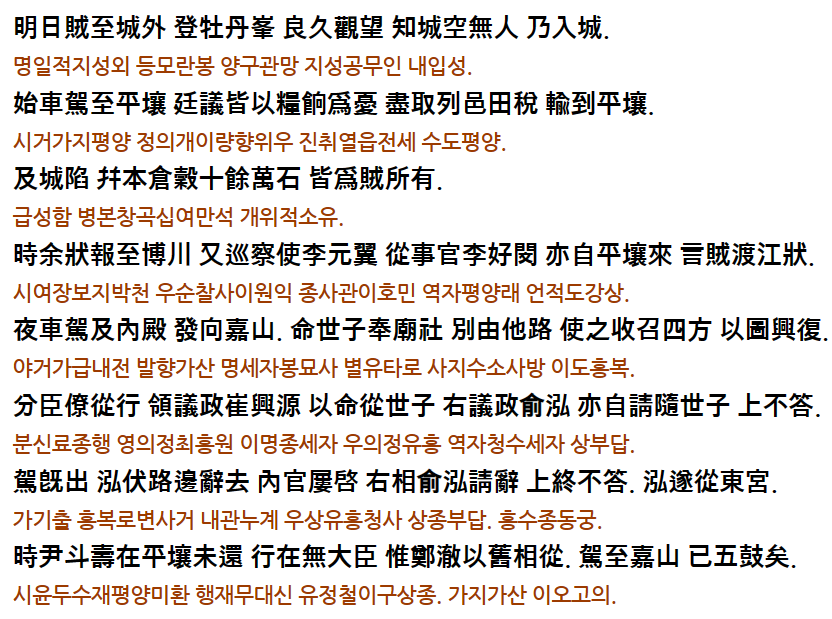 明日賊至城外 登牡丹峯 良久觀望 知城空無人 乃入城.
명일적지성외 등모란봉 양구관망 지성공무인 내입성.
始車駕至平壤 廷議皆以糧餉爲憂 盡取列邑田稅 輸到平壤.
시거가지평양 정의개이량향위우 진취열읍전세 수도평양.
及城陷 幷本倉穀十餘萬石 皆爲賊所有.
급성함 병본창곡십여만석 개위적소유.
時余狀報至博川 又巡察使李元翼 從事官李好閔 亦自平壤來 言賊渡江狀.
시여장보지박천 우순찰사이원익 종사관이호민 역자평양래 언적도강상.
夜車駕及內殿 發向嘉山. 命世子奉廟社 別由他路 使之收召四方 以圖興復.
야거가급내전 발향가산 명세자봉묘사 별유타로 사지수소사방 이도흥복.
分臣僚從行 領議政崔興源 以命從世子 右議政兪泓 亦自請隨世子 上不答.
분신료종행 영의정최흥원 이명종세자 우의정유홍 역자청수세자 상부답.
駕旣出 泓伏路邊辭去 內官屢啓 右相兪泓請辭 上終不答. 泓遂從東宮.
가기출 홍복로변사거 내관누계 우상유홍청사 상종부답. 홍수종동궁.
時尹斗壽在平壤未還 行在無大臣 惟鄭澈以舊相從. 駕至嘉山 已五鼓矣.
시윤두수재평양미환 행재무대신 유정철이구상종. 가지가산 이오고의.